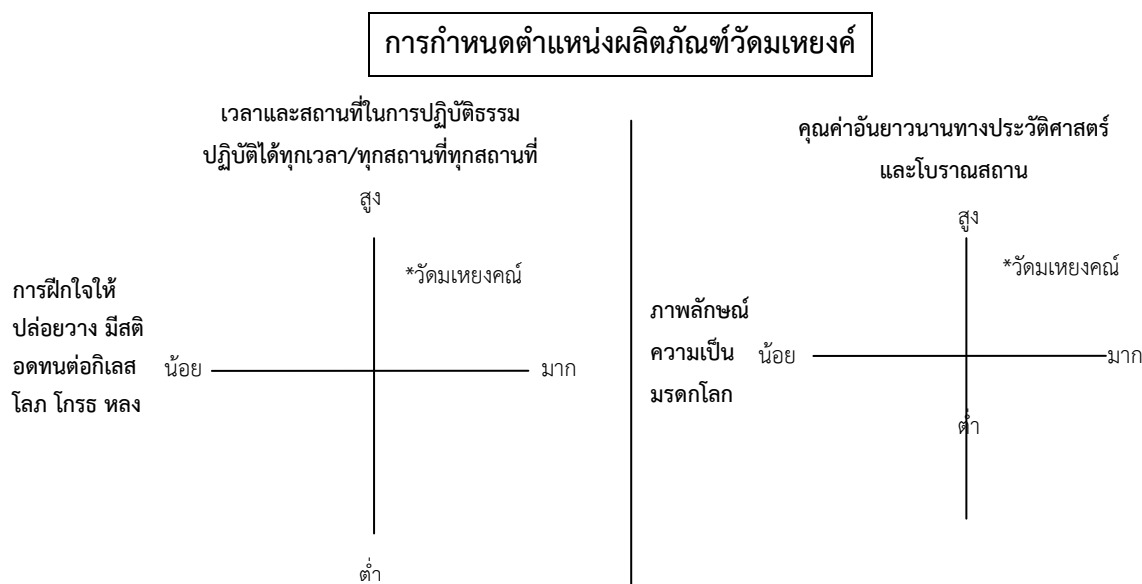 การกำหนดตำแหน่งผลิตภัณฑ์วัดมเหยงค์
เวลาและสถานที่ในการปฏิบัติธรรม
ปฏิบัติได้ทุกเวลา/ทุกสถานที่ทุกสถานที่
สูง
*วัดมเหยงคณ์
การฝึกใจให้
ปล่อยวาง มีสติ
อดทนต่อกิเลส
โลภ โกรธ หลง
น้อย
มาก
ต่ำ
คุณค่าอันยาวนานทางประวัติศาสตร์
และโบราณสถาน
สูง
*วัดมเหยงคณ์
ภาพลักษณ์
ความเป็น
มรดกโลก
น้อย
มาก
ต่ำ